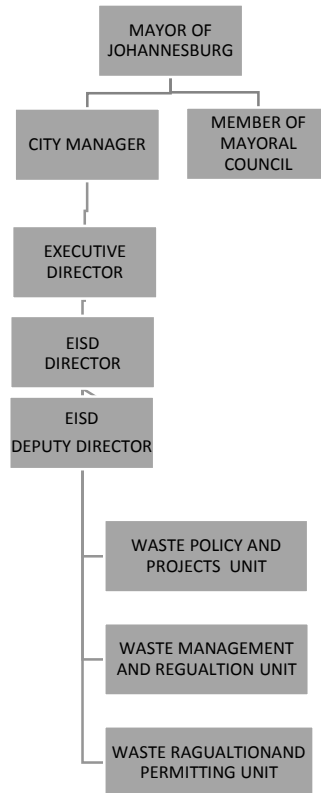 MAYOR OF
JOHANNESBURG
CITY MANAGER
MEMBER OF
MAYORAL
COUNCIL
EXECUTIVE
DIRECTOR
EISD
DIRECTOR
EISD
DEPUTY DIRECTOR
WASTE POLICY AND
PROJECTS UNIT
WASTE MANAGEMENT
AND REGUALTION UNIT
WASTE RAGUALTIONAND
PERMITTING UNIT